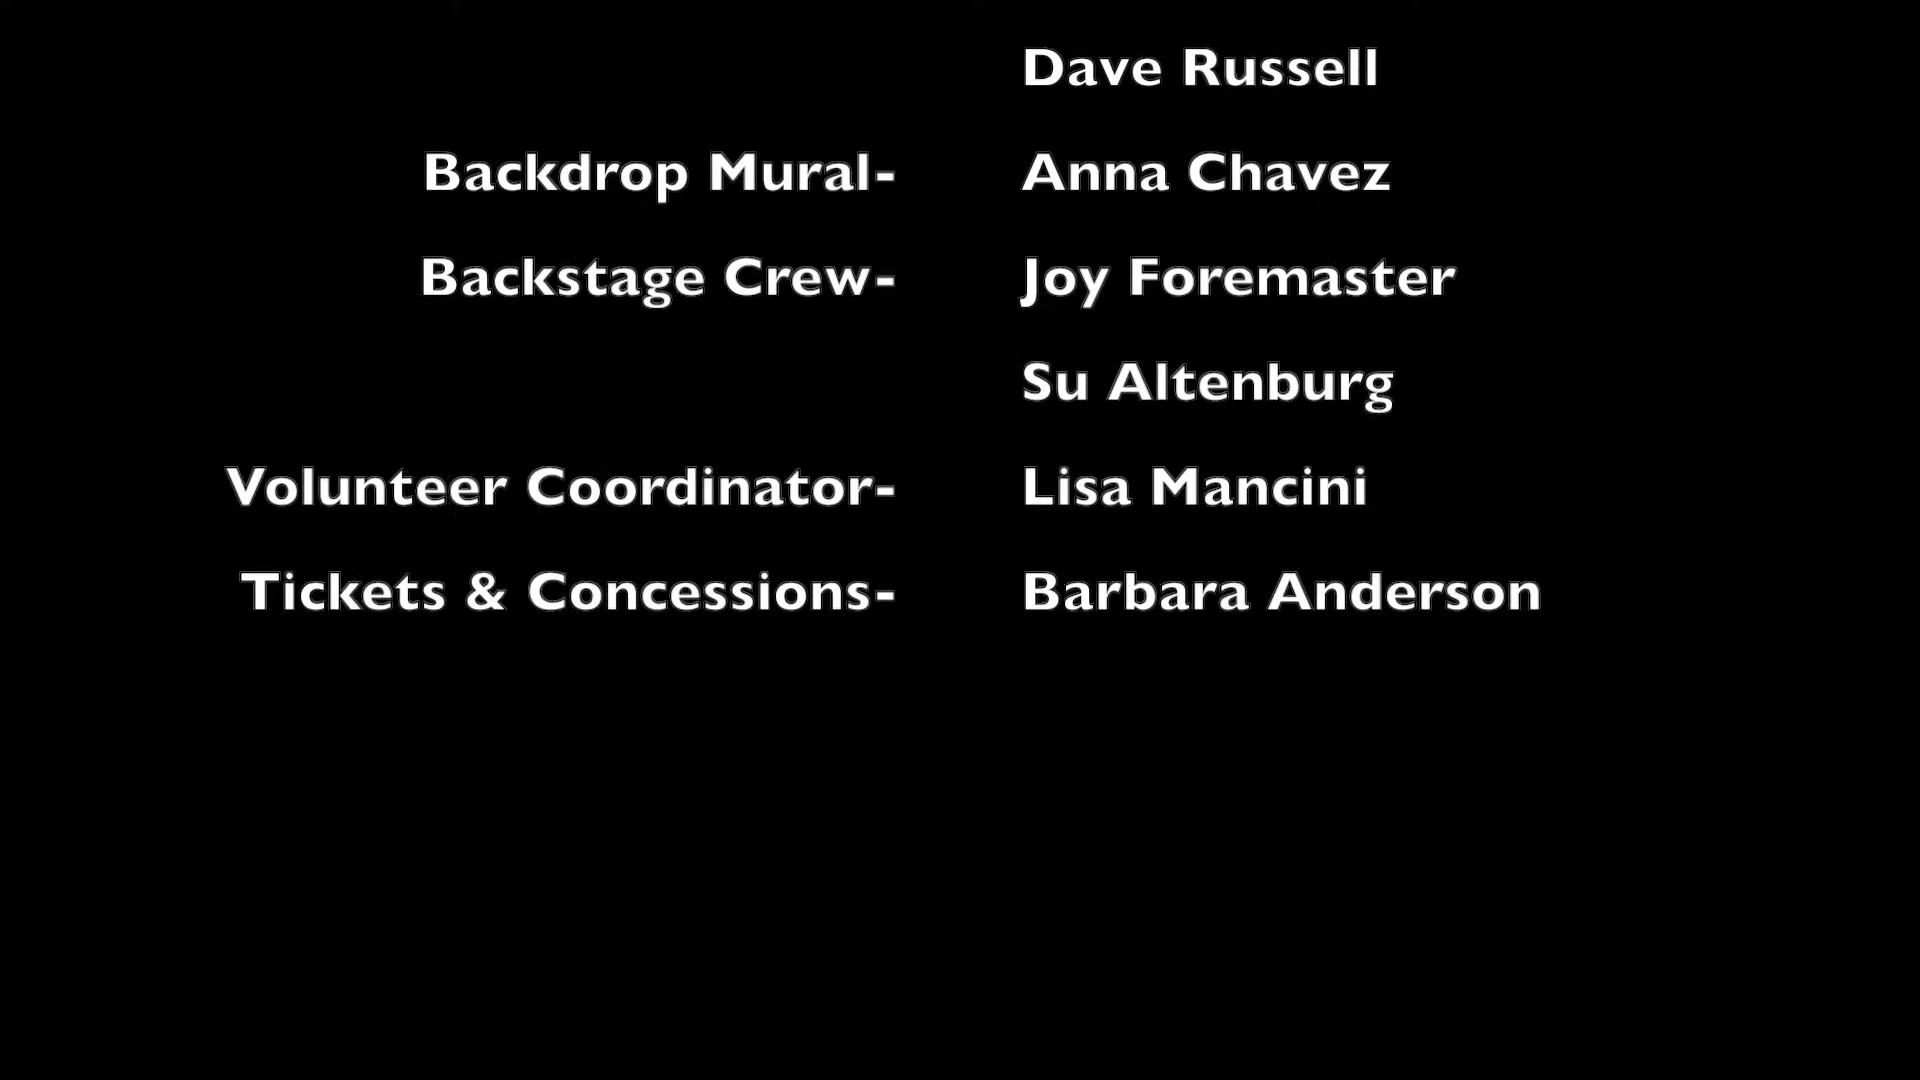 Dave Russell
Backdrop Mural- Anna Chavez
Backstage Crew- Joy Foremaster
Su Altenburg
Volunteer Coordinator- Lisa Mancini
Tickets & Concessions- Barbara Anderson